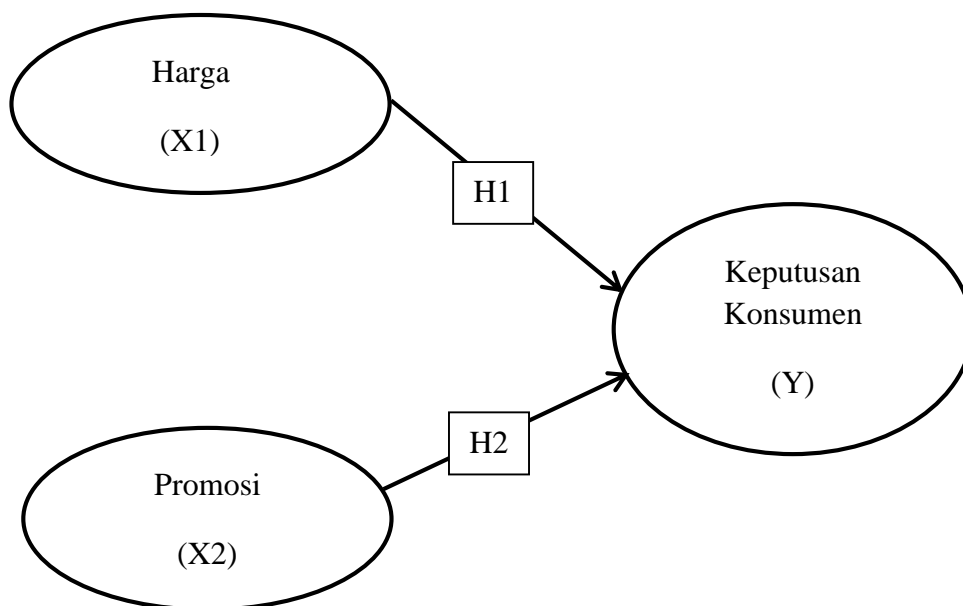 Harga
(X1)
H1
Keputusan
Konsumen
(Y)
H2
Promosi
(X2)